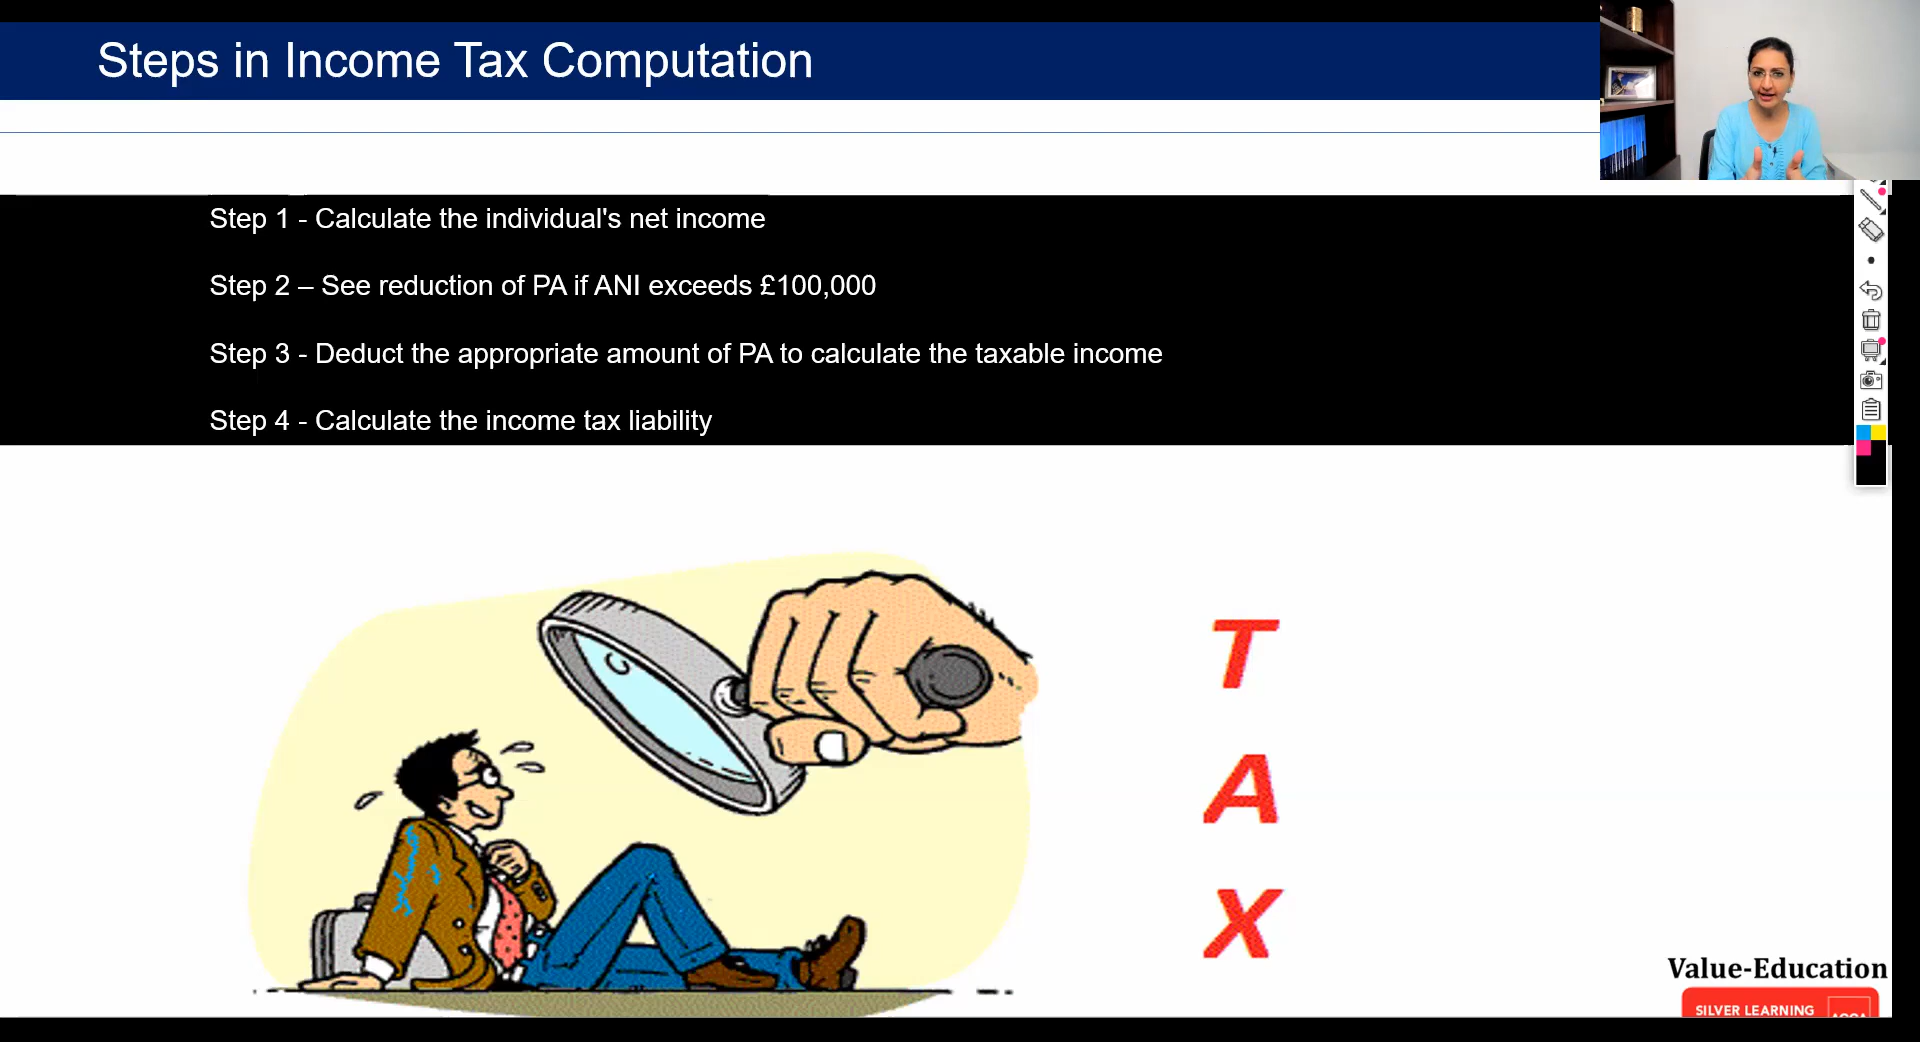 Steps in Income Tax Computation
Step 1 - Calculate the individual's net income
Step 2 – See reduction of PA if ANI exceeds £100,000
Step 3 - Deduct the appropriate amount of PA to calculate the taxable income
Step 4 - Calculate the income tax liability
T
A
X
Value-Education
SILVER LEARNING